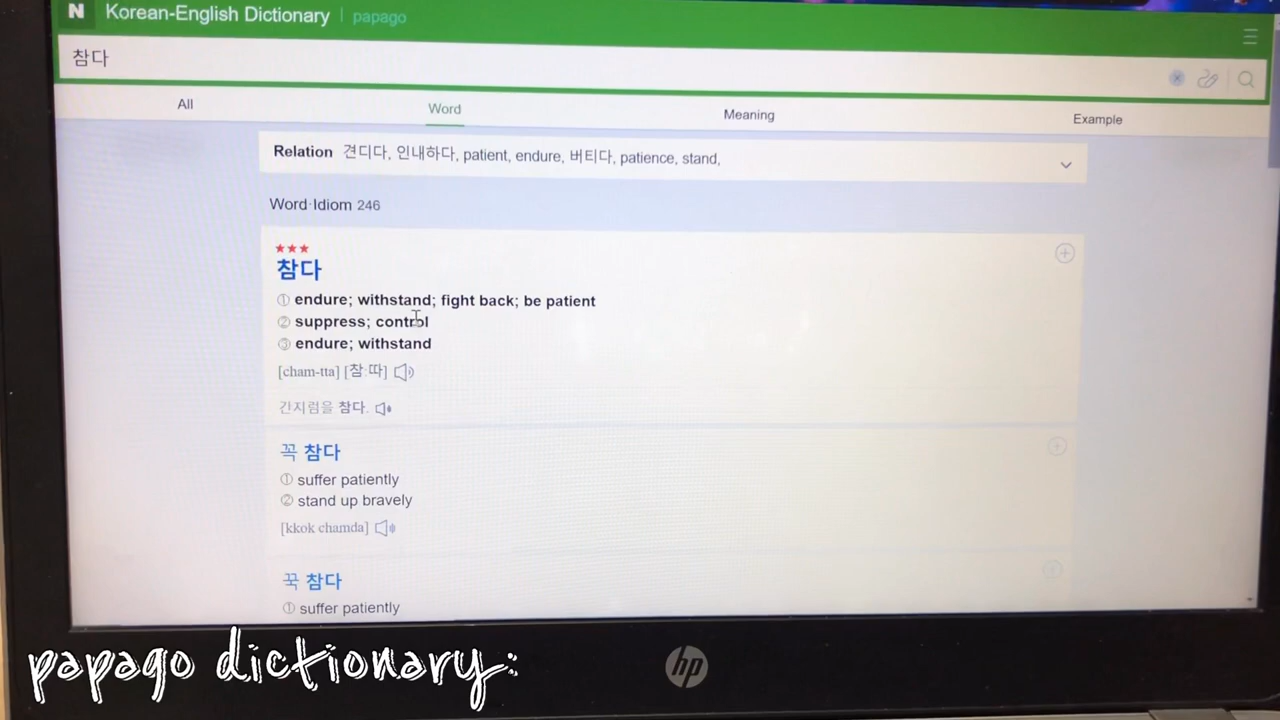 N Korean-English Dictionary | papago
참다
All Word Meaning Example
Relation 견디다, 인내하다, patient, endure, 버티다, patience, stand,
Word·Idiom 246
★★★
참다
① endure; withstand; fight back; be patient
② suppress; control
③ endure; withstand
[cham-tta] [참:따]
간지럼을 참다.
꼭 참다
① suffer patiently
② stand up bravely
[kkok chamda]
꾹 참다
① suffer patiently
papago dictionary:
hp